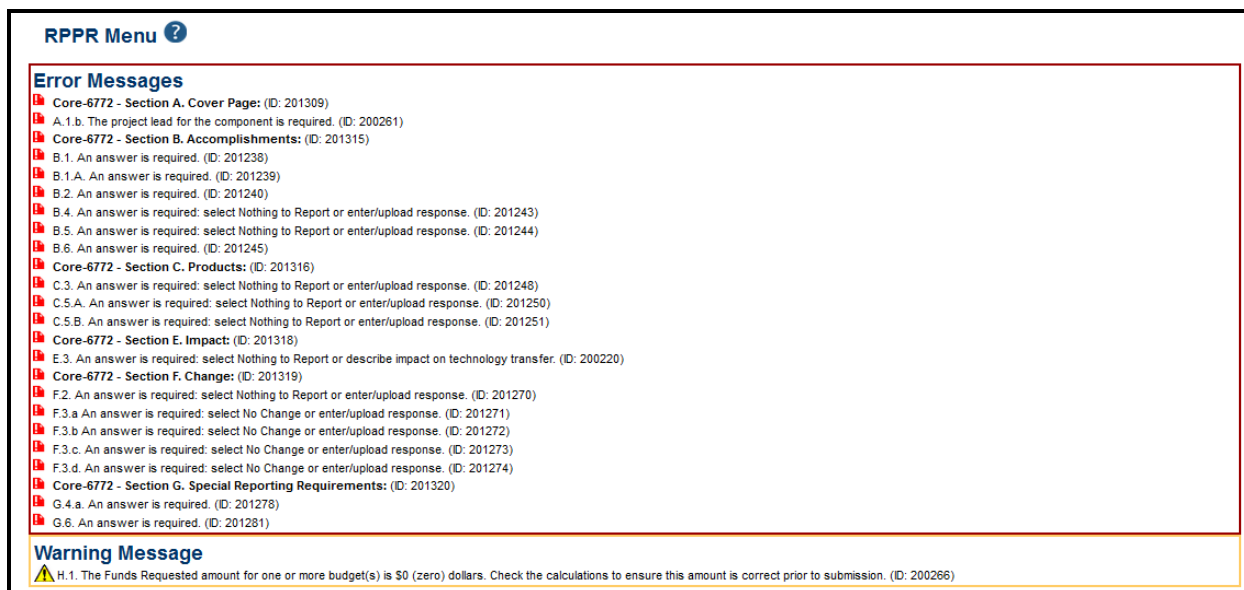 RPPR Menu ?
Error Messages
Core-6772 - Section A. Cover Page: (ID: 201309)
A.1.b. The project lead for the component is required. (ID: 200261)
Core-6772 - Section B. Accomplishments: (ID: 201315)
B.1. An answer is required. (ID: 201238)
B.1.A. An answer is required. (ID: 201239)
B.2. An answer is required. (ID: 201240)
B.4. An answer is required: select Nothing to Report or enter/upload response. (ID: 201243)
B.5. An answer is required: select Nothing to Report or enter/upload response. (ID: 201244)
B.6. An answer is required. (ID: 201245)
Core-6772 - Section C. Products: (ID: 201316)
C.3. An answer is required: select Nothing to Report or enter/upload response. (ID: 201248)
C.5.A. An answer is required: select Nothing to Report or enter/upload response. (ID: 201250)
C.5.B. An answer is required: select Nothing to Report or enter/upload response. (ID: 201251)
Core-6772 - Section E. Impact: (ID: 201318)
E.3. An answer is required: select Nothing to Report or describe impact on technology transfer. (ID: 200220)
Core-6772 - Section F. Change: (ID: 201319)
F.2. An answer is required: select Nothing to Report or enter/upload response. (ID: 201270)
F.3.a An answer is required: select No Change or enter/upload response. (ID: 201271)
F.3.b An answer is required: select No Change or enter/upload response. (ID: 201272)
F.3.c. An answer is required: select No Change or enter/upload response. (ID: 201273)
F.3.d. An answer is required: select No Change or enter/upload response. (ID: 201274)
Core-6772 - Section G. Special Reporting Requirements: (ID: 201320)
G.4.a. An answer is required. (ID: 201278)
G.6. An answer is required. (ID: 201281)
Warning Message
H.1. The Funds Requested amount for one or more budget(s) is $0 (zero) dollars. Check the calculations to ensure this amount is correct prior to submission. (ID: 200266)